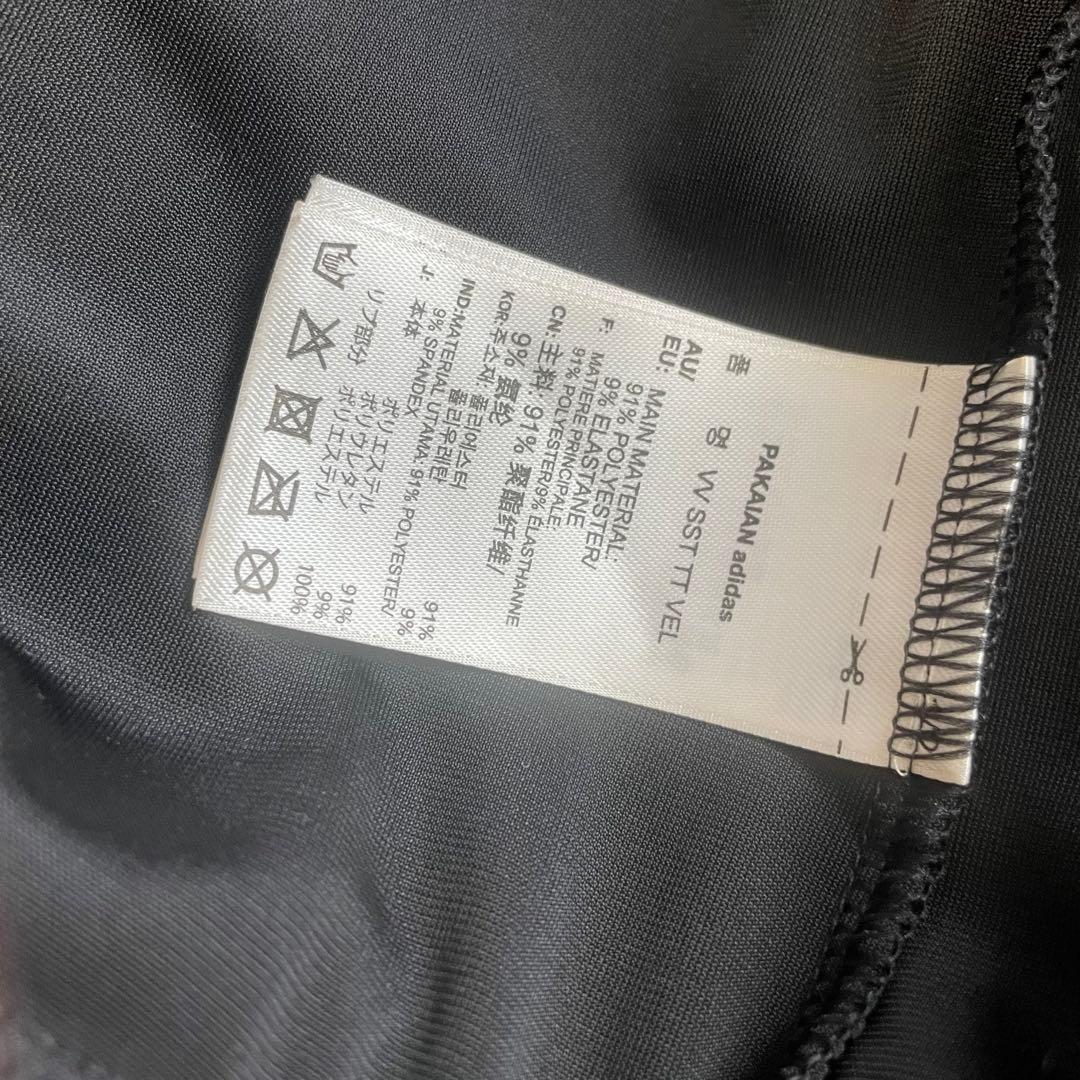 PAKAIAN adidas
품 명 VV SST TT VEL
AU/
EU: MAIN MATERIAL:
91% POLYESTER/
9% ELASTANE
F: MATIERE PRINCIPALE:
91% POLYESTER/9% ELASTHANNE
CN:主料: 91% 聚酯纤维/
9% 氨纶
KOR:주소재: 폴리에스터
폴리우레탄
IND:MATERIAL UTAMA: 91% POLYESTER/
9% SPANDEX
J: 本体
ポリエステル 91%
ポリウレタン 9%
リブ部分 ポリエステル 100%
91%
9%